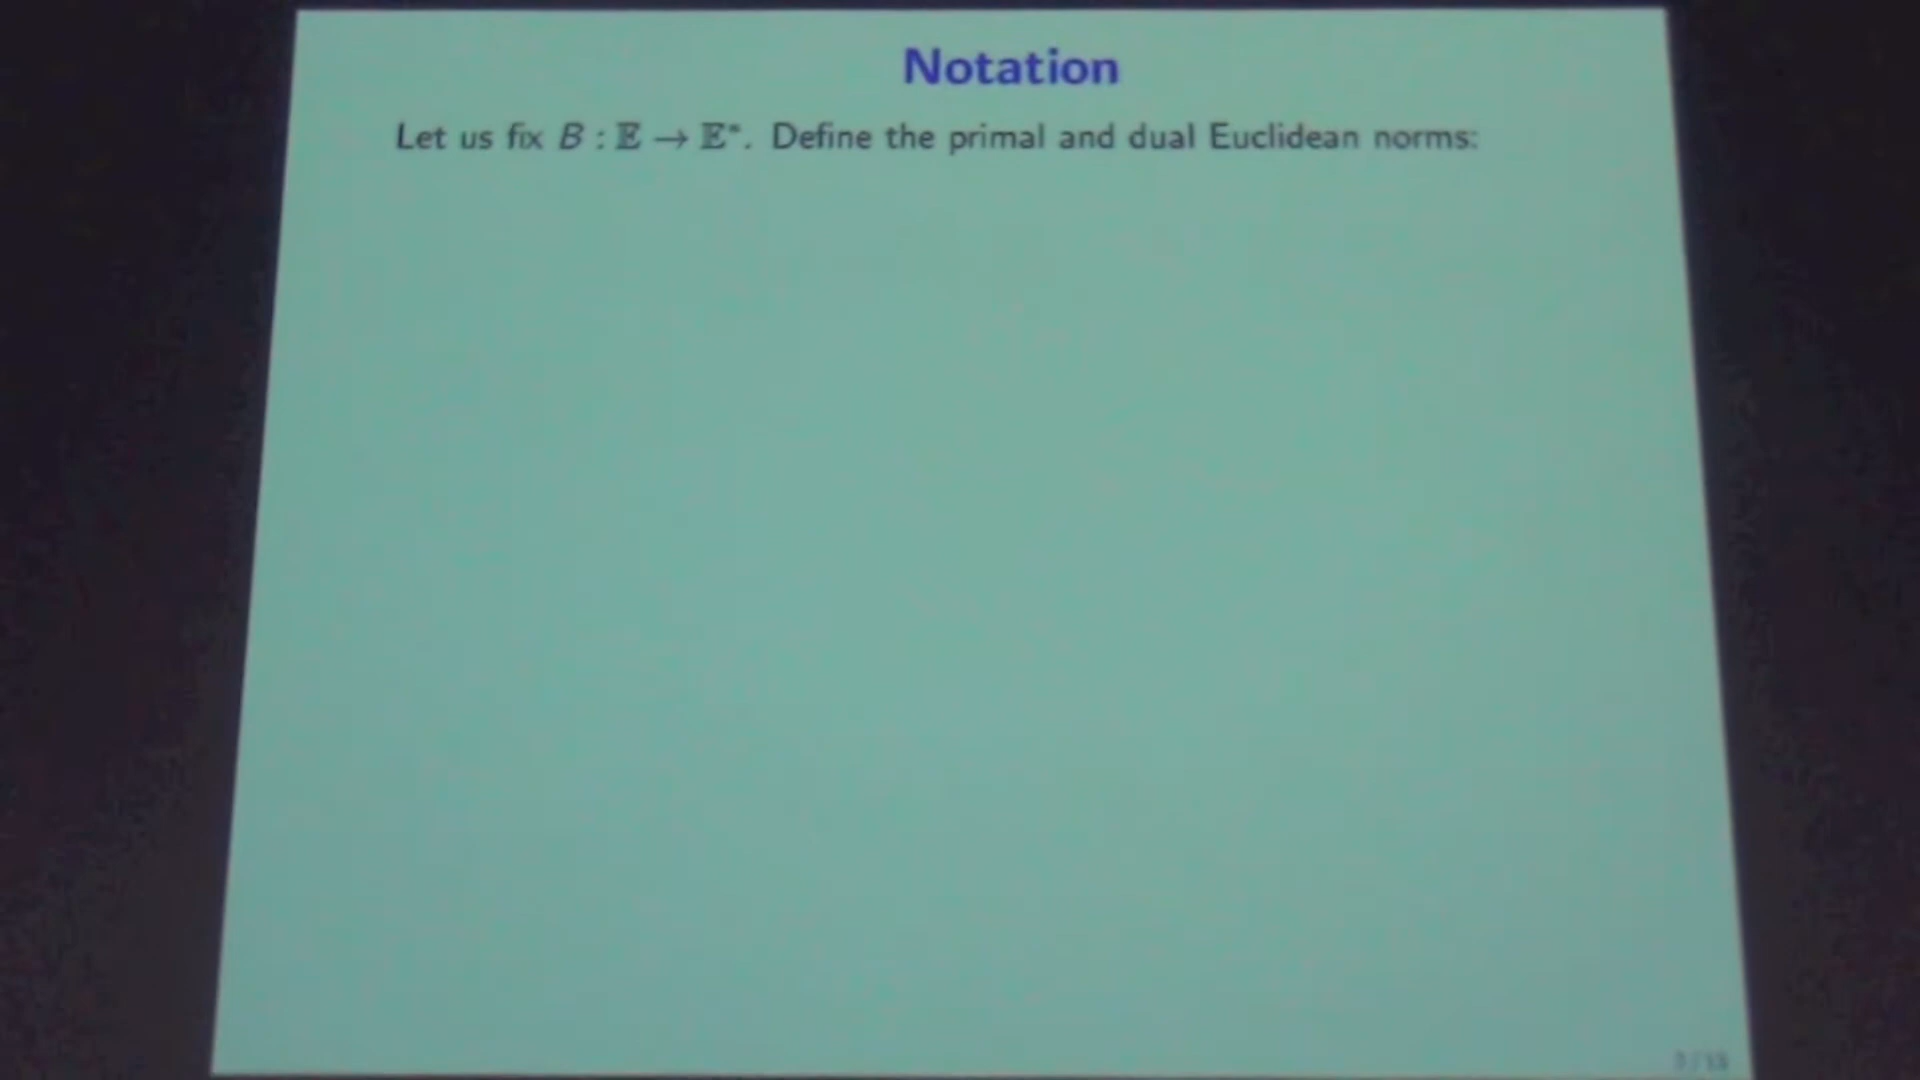 Notation
Let us fix B : 𝔼 → 𝔼*. Define the primal and dual Euclidean norms: